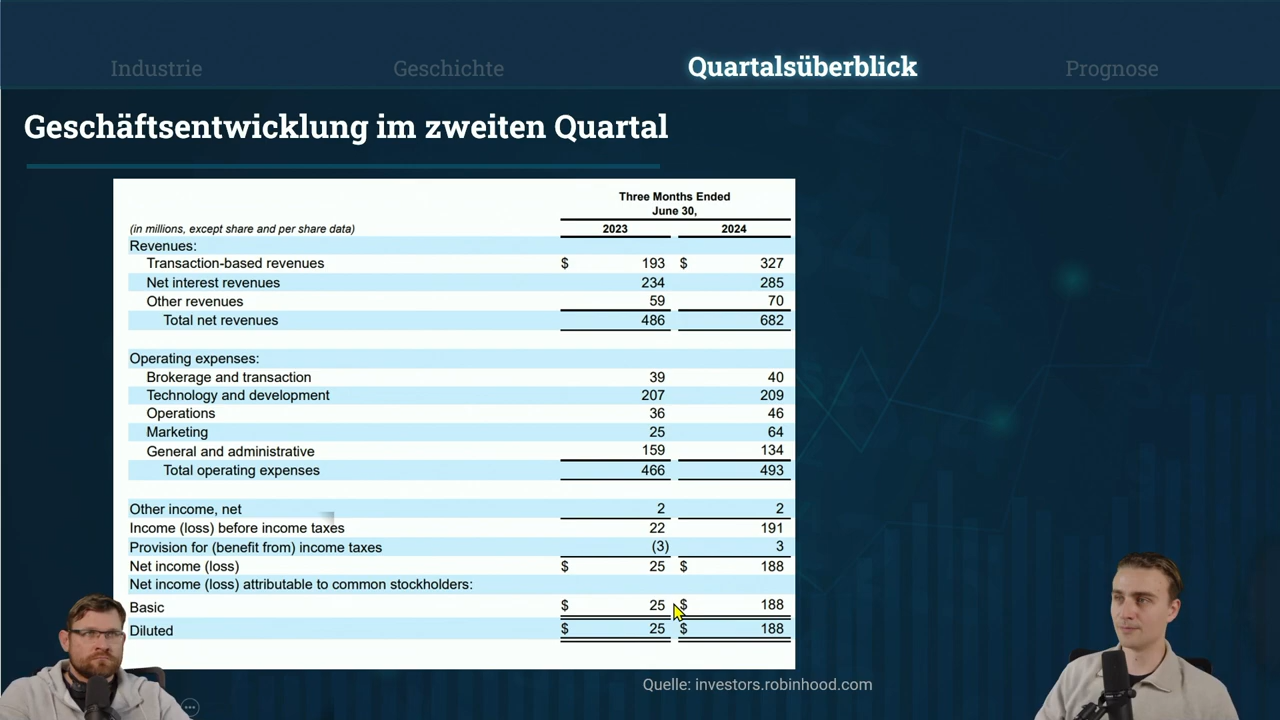 Industrie Geschichte Quartalsüberblick Prognose
Geschäftsentwicklung im zweiten Quartal
Three Months Ended
June 30,
(in millions, except share and per share data) 2023 2024
Revenues:
Transaction-based revenues $ 193 $ 327
Net interest revenues 234 285
Other revenues 59 70
Total net revenues 486 682
Operating expenses:
Brokerage and transaction 39 40
Technology and development 207 209
Operations 36 46
Marketing 25 64
General and administrative 159 134
Total operating expenses 466 493
Other income, net 2 2
Income (loss) before income taxes 22 191
Provision for (benefit from) income taxes (3) 3
Net income (loss) $ 25 $ 188
Net income (loss) attributable to common stockholders:
Basic $ 25 $ 188
Diluted $ 25 $ 188
Quelle: investors.robinhood.com